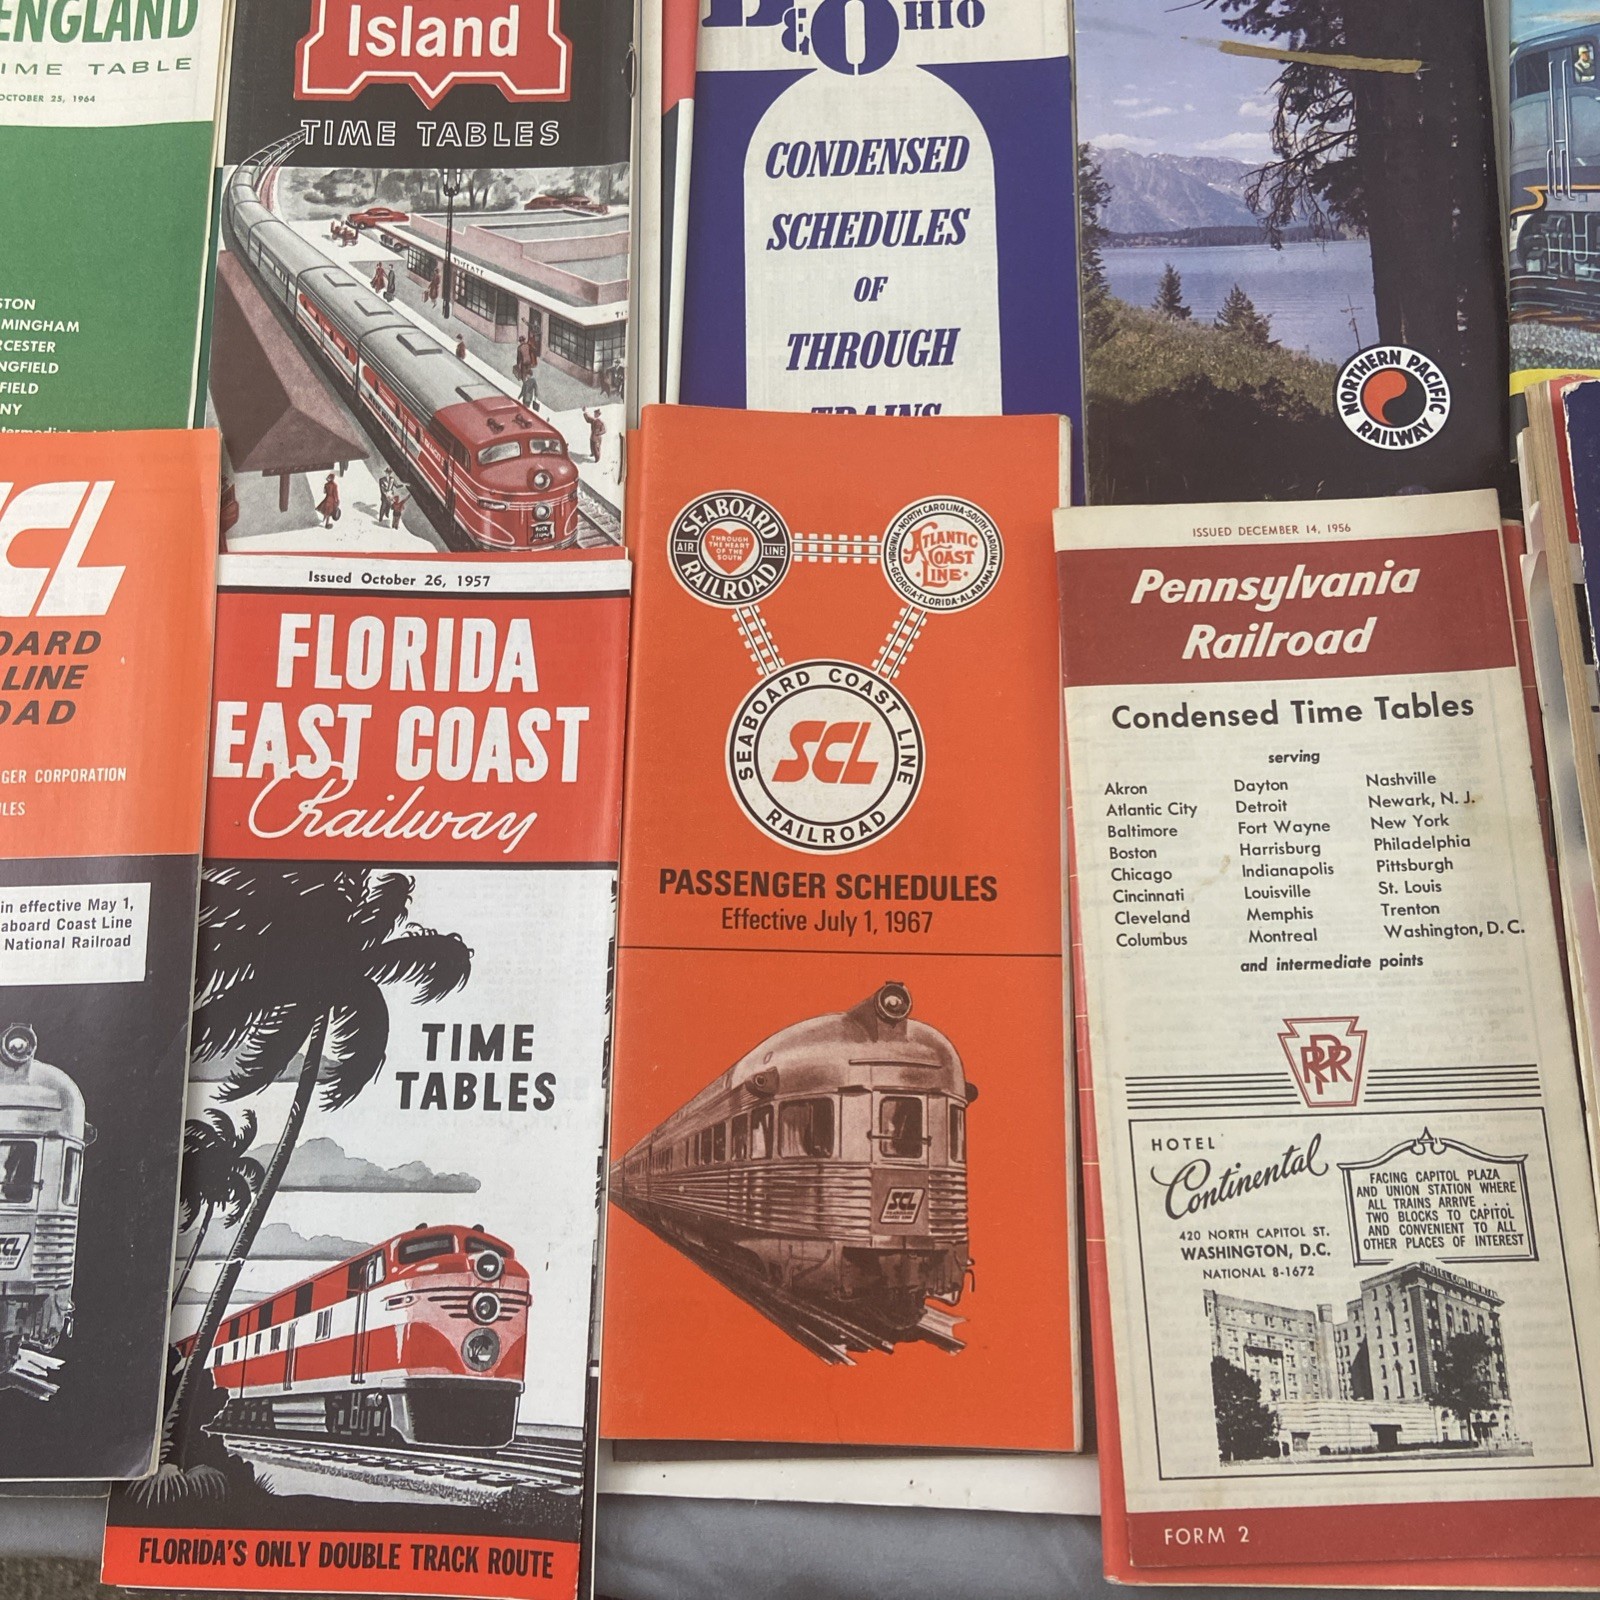 ENGLAND
TIME TABLE
OCTOBER 25, 1964
STON
MINGHAM
RCESTER
NGFIELD
FIELD
NY
Island
TIME TABLES
B&O
OHIO
CONDENSED
SCHEDULES
OF
THROUGH
TRAINS
NORTHERN PACIFIC
RAILWAY
SCL
OARD
LINE
OAD
GER CORPORATION
LES
in effective May 1,
aboard Coast Line
National Railroad
SCL
Issued October 26, 1957
FLORIDA
EAST COAST
Railway
TIME
TABLES
FLORIDA'S ONLY DOUBLE TRACK ROUTE
SEABOARD
AIR LINE
RAILROAD
THROUGH
THE HEART
OF THE
SOUTH
VIRGINIA·NORTH CAROLINA·SOUTH CAROLINA
GEORGIA·FLORIDA·ALABAMA
ATLANTIC
COAST
LINE
SEABOARD COAST LINE
SCL
RAILROAD
PASSENGER SCHEDULES
Effective July 1, 1967
SCL
ISSUED DECEMBER 14, 1956
Pennsylvania
Railroad
Condensed Time Tables
serving
Akron
Atlantic City
Baltimore
Boston
Chicago
Cincinnati
Cleveland
Columbus
Dayton
Detroit
Fort Wayne
Harrisburg
Indianapolis
Louisville
Memphis
Montreal
Nashville
Newark, N. J.
New York
Philadelphia
Pittsburgh
St. Louis
Trenton
Washington, D. C.
and intermediate points
PRR
HOTEL
Continental
420 NORTH CAPITOL ST.
WASHINGTON, D.C.
NATIONAL 8-1672
FACING CAPITOL PLAZA
AND UNION STATION WHERE
ALL TRAINS ARRIVE . . .
TWO BLOCKS TO CAPITOL
AND CONVENIENT TO ALL
OTHER PLACES OF INTEREST
HOTEL CONTINENTAL
FORM 2